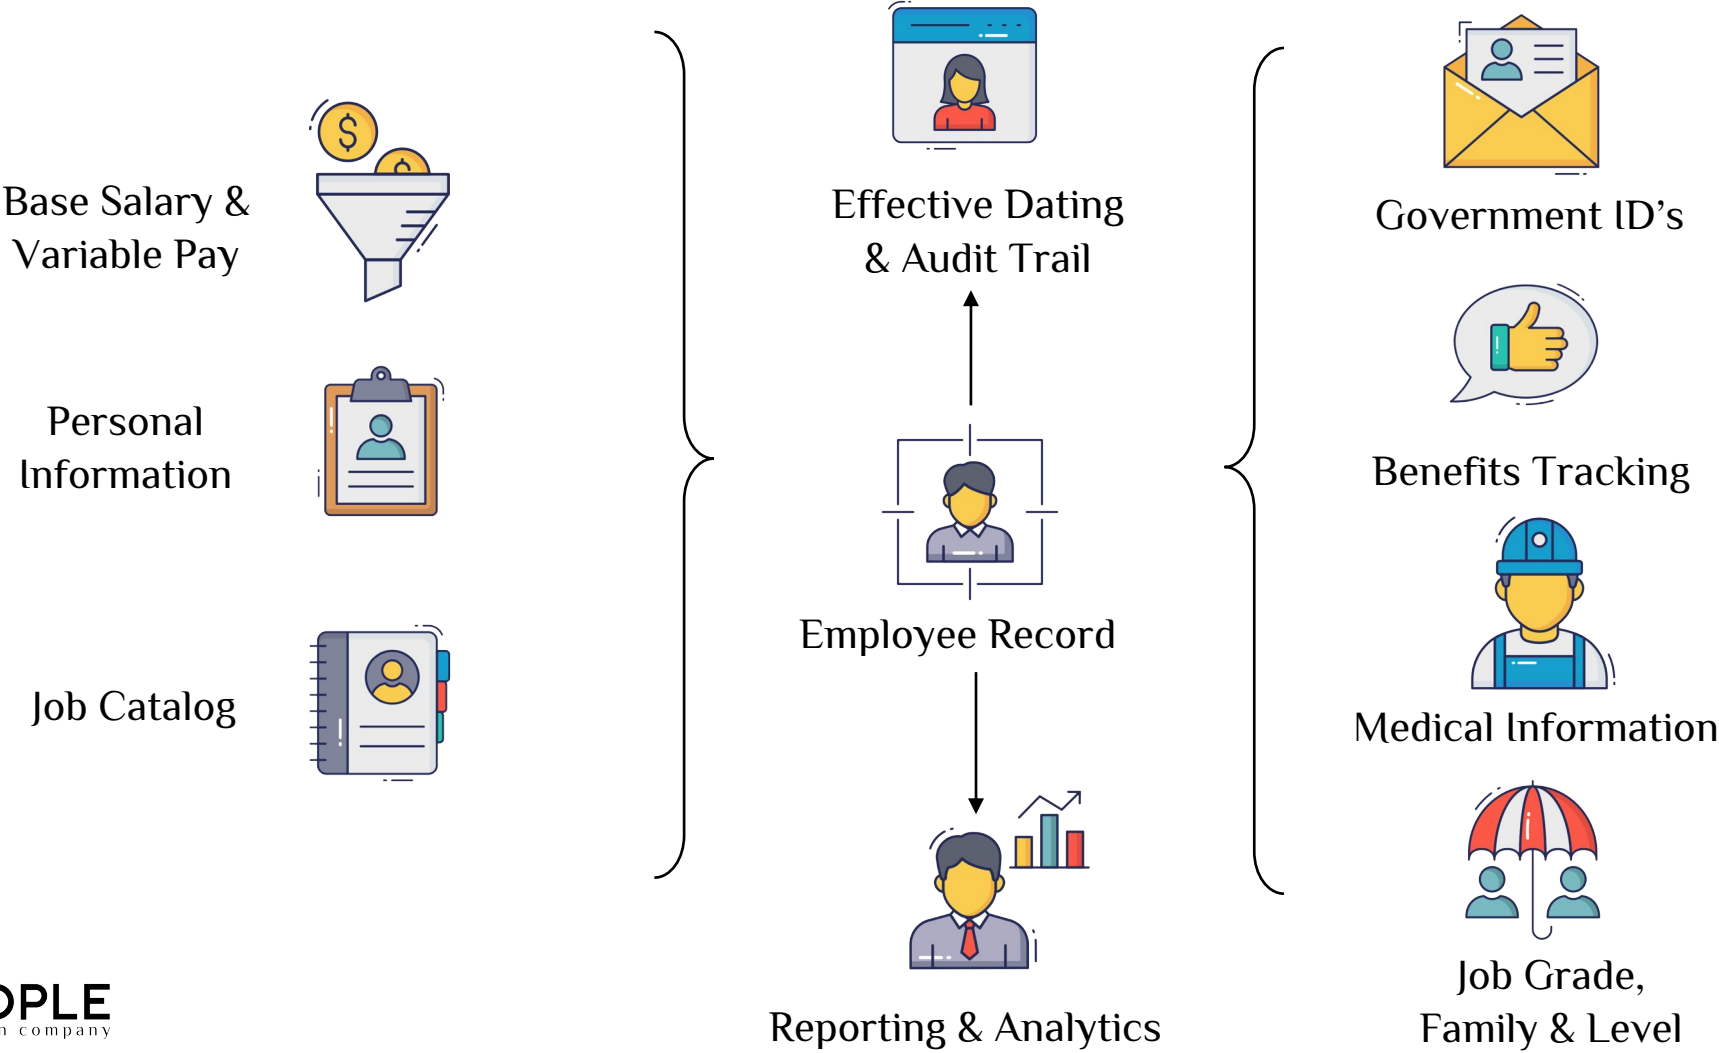 Base Salary &
Variable Pay
Personal
Information
Job Catalog
Effective Dating
& Audit Trail
Employee Record
Reporting & Analytics
Government ID’s
Benefits Tracking
Medical Information
Job Grade,
Family & Level
company